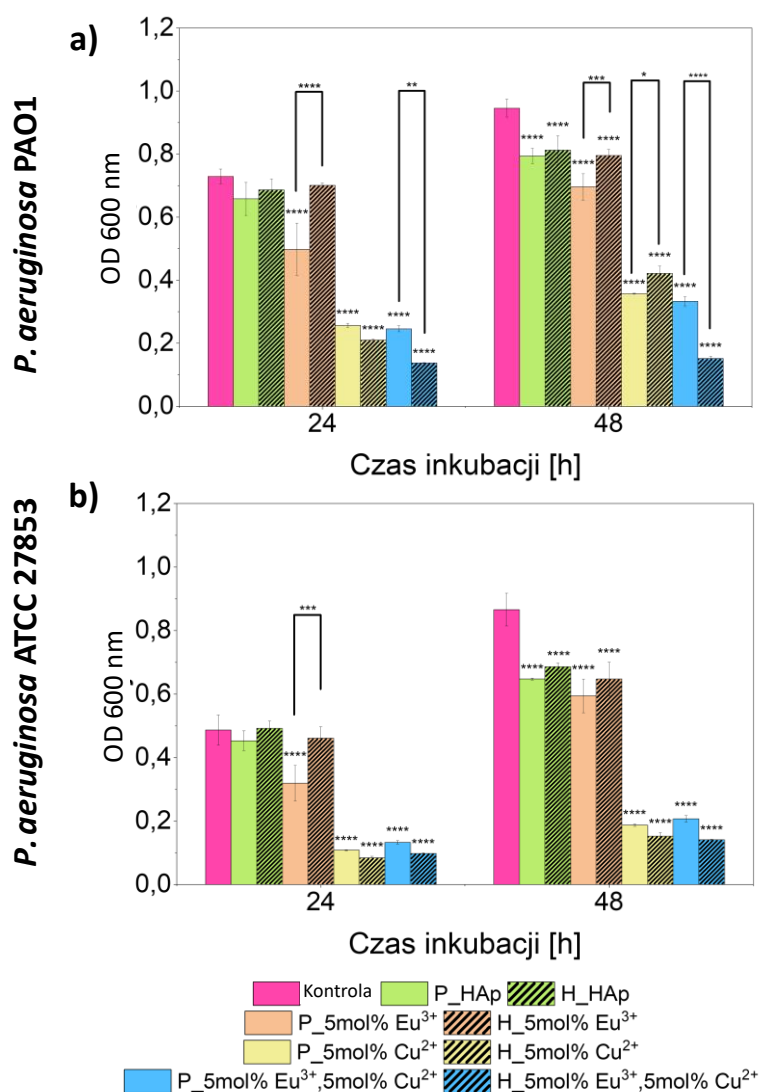 a)
P. aeruginosa PAO1
OD 600 nm
1,2
1,0
0,8
0,6
0,4
0,2
0,0
**** ** *** * ****
**** **** **** ****
**** **** **** ****
**** **** **** ****
24 48
Czas inkubacji [h]
b)
P. aeruginosa ATCC 27853
OD 600 nm
1,2
1,0
0,8
0,6
0,4
0,2
0,0
***
**** **** **** **** ****
**** **** **** ****
**** **** **** ****
24 48
Czas inkubacji [h]
Kontrola P_HAp H_HAp
P_5mol% Eu³⁺ H_5mol% Eu³⁺
P_5mol% Cu²⁺ H_5mol% Cu²⁺
P_5mol% Eu³⁺,5mol% Cu²⁺ H_5mol% Eu³⁺,5mol% Cu²⁺